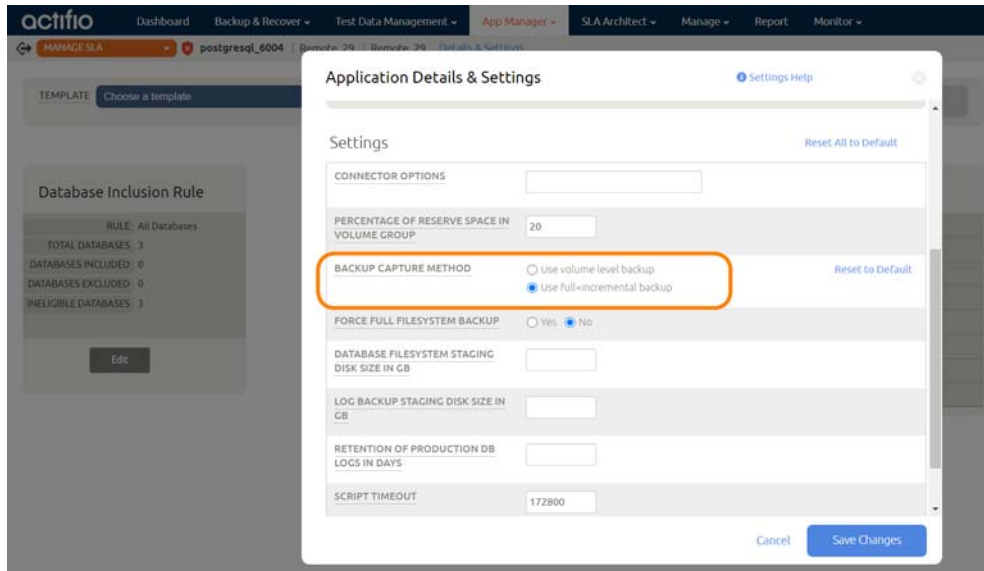 actifio Dashboard Backup & Recover Test Data Management App Manager SLA Architect Manage Report Monitor
MANAGE SLA postgresql_6004 | Remote_29 | Remote_29 Details & Settings
Application Details & Settings Settings Help
TEMPLATE Choose a template
Settings Reset All to Default
CONNECTOR OPTIONS
Database Inclusion Rule
RULE All Databases
TOTAL DATABASES 3
DATABASES INCLUDED 0
DATABASES EXCLUDED 0
INELIGIBLE DATABASES 3
Edit
PERCENTAGE OF RESERVE SPACE IN
VOLUME GROUP
20
BACKUP CAPTURE METHOD Use volume level backup Reset to Default
Use full+incremental backup
FORCE FULL FILESYSTEM BACKUP Yes No
DATABASE FILESYSTEM STAGING
DISK SIZE IN GB
LOG BACKUP STAGING DISK SIZE IN
GB
RETENTION OF PRODUCTION DB
LOGS IN DAYS
SCRIPT TIMEOUT 172800
Cancel Save Changes